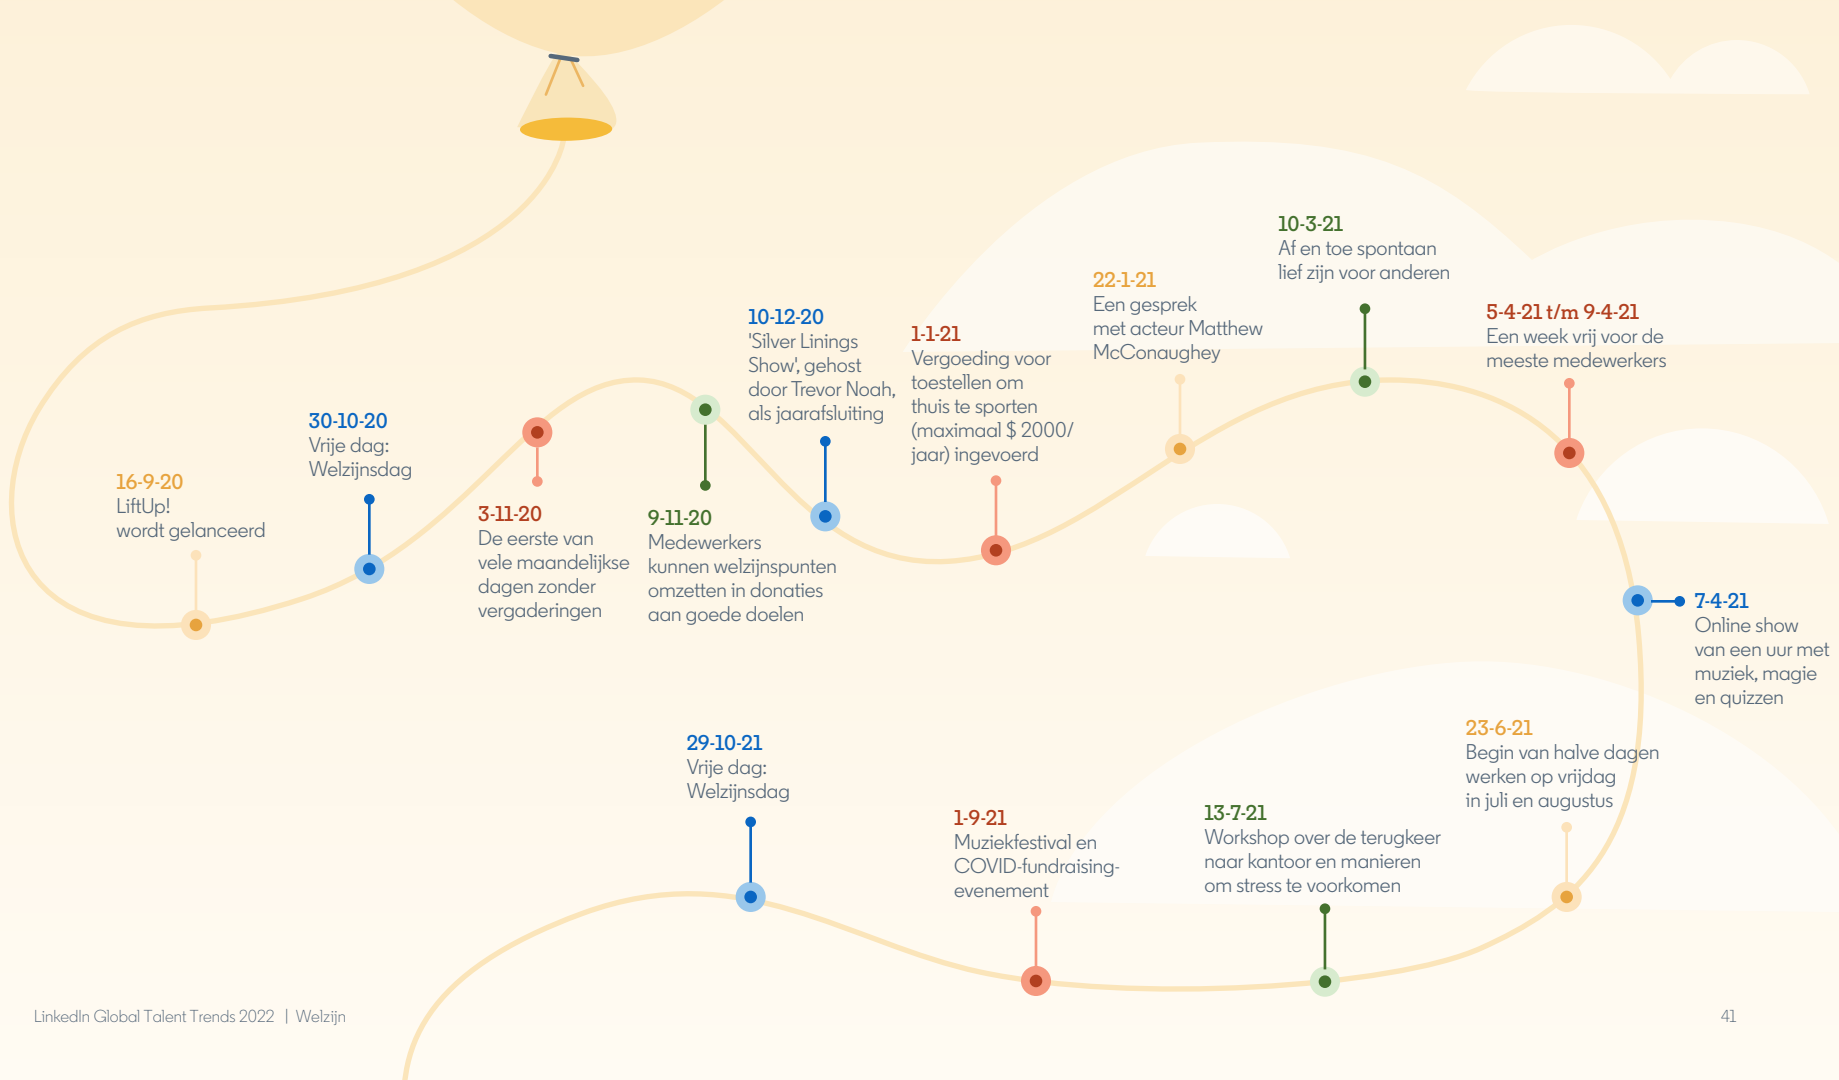 16-9-20
LiftUp!
wordt gelanceerd
30-10-20
Vrije dag:
Welzijnsdag
3-11-20
De eerste van
vele maandelijkse
dagen zonder
vergaderingen
9-11-20
Medewerkers
kunnen welzijnspunten
omzetten in donaties
aan goede doelen
10-12-20
'Silver Linings
Show', gehost
door Trevor Noah,
als jaarafsluiting
1-1-21
Vergoeding voor
toestellen om
thuis te sporten
(maximaal $ 2000/
jaar) ingevoerd
22-1-21
Een gesprek
met acteur Matthew
McConaughey
10-3-21
Af en toe spontaan
lief zijn voor anderen
5-4-21 t/m 9-4-21
Een week vrij voor de
meeste medewerkers
7-4-21
Online show
van een uur met
muziek, magie
en quizzen
23-6-21
Begin van halve dagen
werken op vrijdag
in juli en augustus
13-7-21
Workshop over de terugkeer
naar kantoor en manieren
om stress te voorkomen
1-9-21
Muziekfestival en
COVID-fundraising-
evenement
29-10-21
Vrije dag:
Welzijnsdag
LinkedIn Global Talent Trends 2022 | Welzijn
41